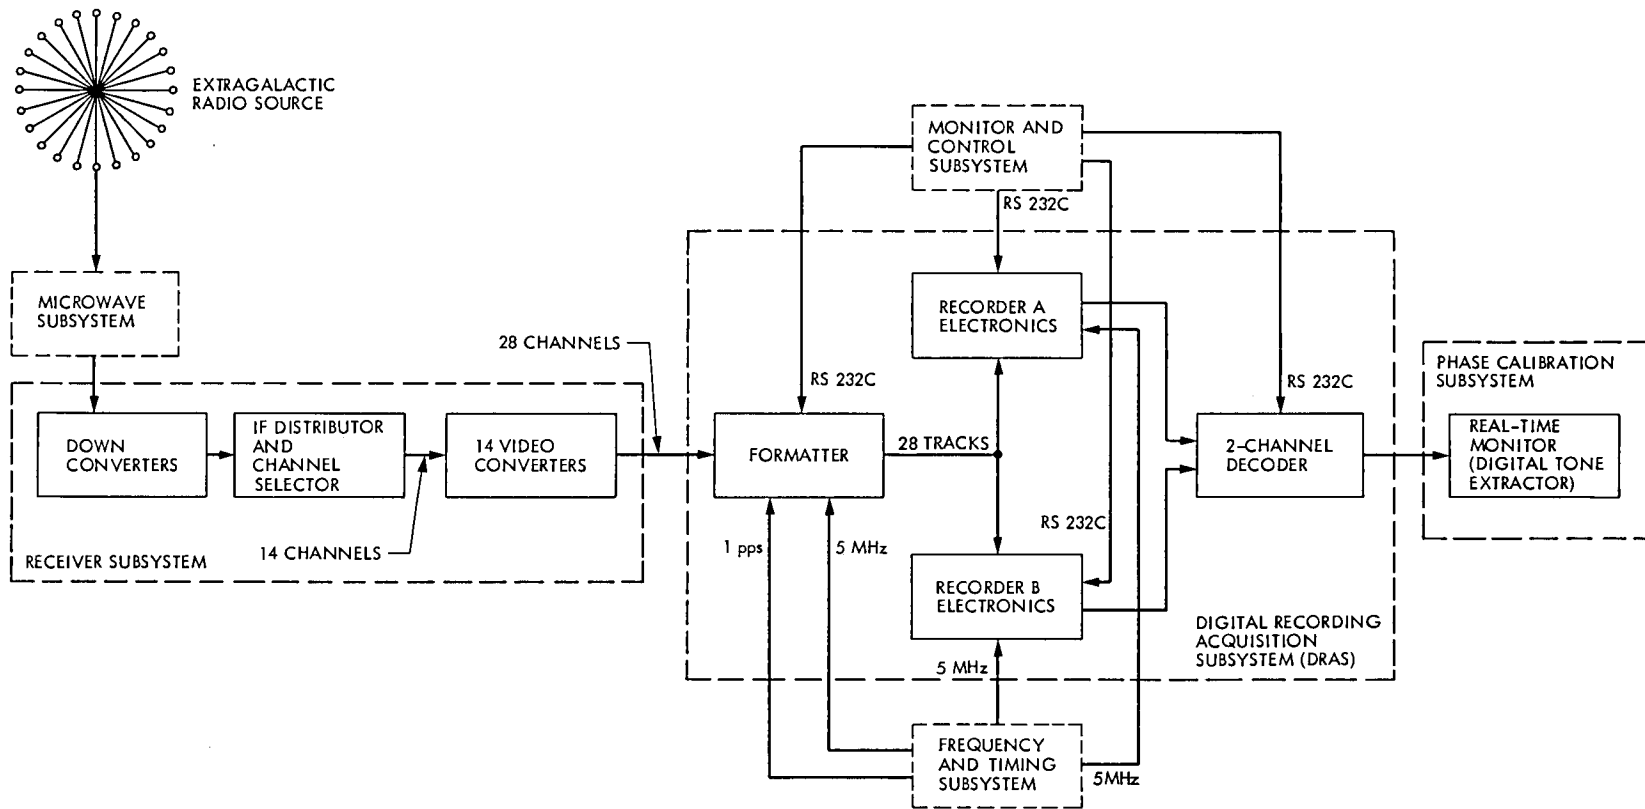 EXTRAGALACTIC
RADIO SOURCE
MONITOR AND
CONTROL
SUBSYSTEM
RS 232C
MICROWAVE
SUBSYSTEM
RECORDER A
ELECTRONICS
28 CHANNELS
RS 232C
RS 232C
PHASE CALIBRATION
SUBSYSTEM
DOWN
CONVERTERS
IF DISTRIBUTOR
AND
CHANNEL
SELECTOR
14 VIDEO
CONVERTERS
FORMATTER
28 TRACKS
2-CHANNEL
DECODER
REAL-TIME
MONITOR
(DIGITAL TONE
EXTRACTOR)
RECEIVER SUBSYSTEM
14 CHANNELS
1 pps
5 MHz
RS 232C
RECORDER B
ELECTRONICS
DIGITAL RECORDING
ACQUISITION
SUBSYSTEM (DRAS)
5 MHz
FREQUENCY
AND TIMING
SUBSYSTEM
5MHz